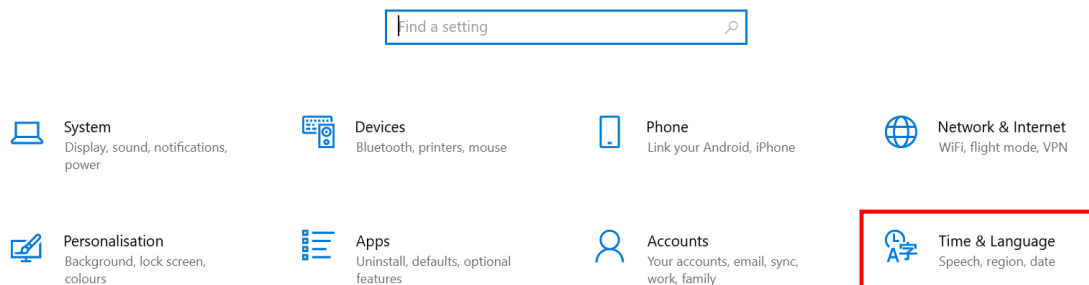 Find a setting
System
Display, sound, notifications,
power
Devices
Bluetooth, printers, mouse
Phone
Link your Android, iPhone
Network & Internet
WiFi, flight mode, VPN
Personalisation
Background, lock screen,
colours
Apps
Uninstall, defaults, optional
features
Accounts
Your accounts, email, sync,
work, family
Time & Language
Speech, region, date